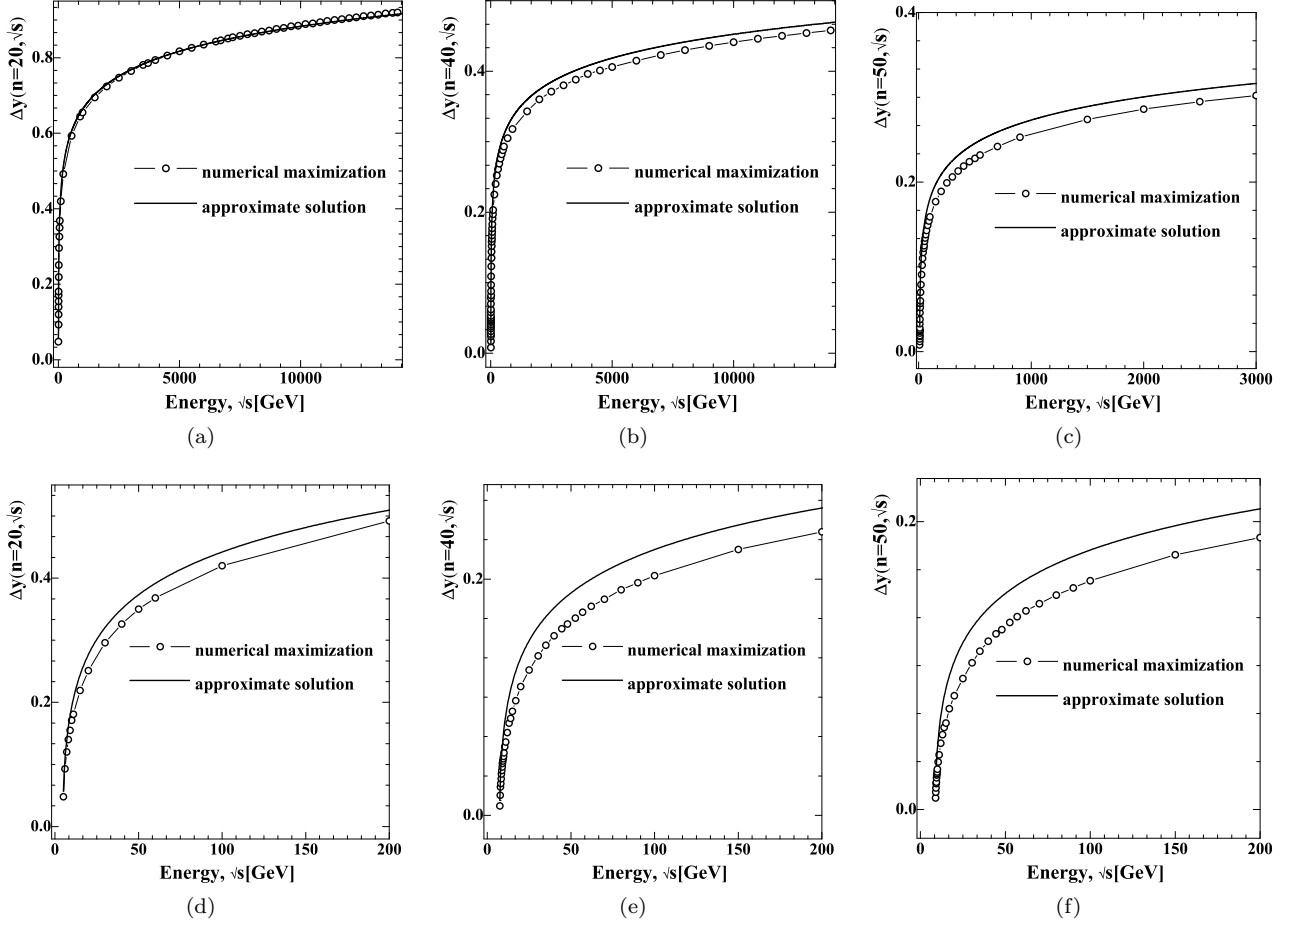 Δy(n=20,√s)
0.8
0.6
0.4
0.2
0.0
numerical maximization
approximate solution
0 5000 10000
Energy, √s[GeV]
(a)
Δy(n=40,√s)
0.4
0.2
0.0
numerical maximization
approximate solution
0 5000 10000
Energy, √s[GeV]
(b)
Δy(n=50,√s)
0.4
0.2
0.0
numerical maximization
approximate solution
0 1000 2000 3000
Energy, √s[GeV]
(c)
Δy(n=20,√s)
0.4
0.2
0.0
numerical maximization
approximate solution
0 50 100 150 200
Energy, √s[GeV]
(d)
Δy(n=40,√s)
0.2
0.0
numerical maximization
approximate solution
0 50 100 150 200
Energy, √s[GeV]
(e)
Δy(n=50,√s)
0.2
0.0
numerical maximization
approximate solution
0 50 100 150 200
Energy, √s[GeV]
(f)